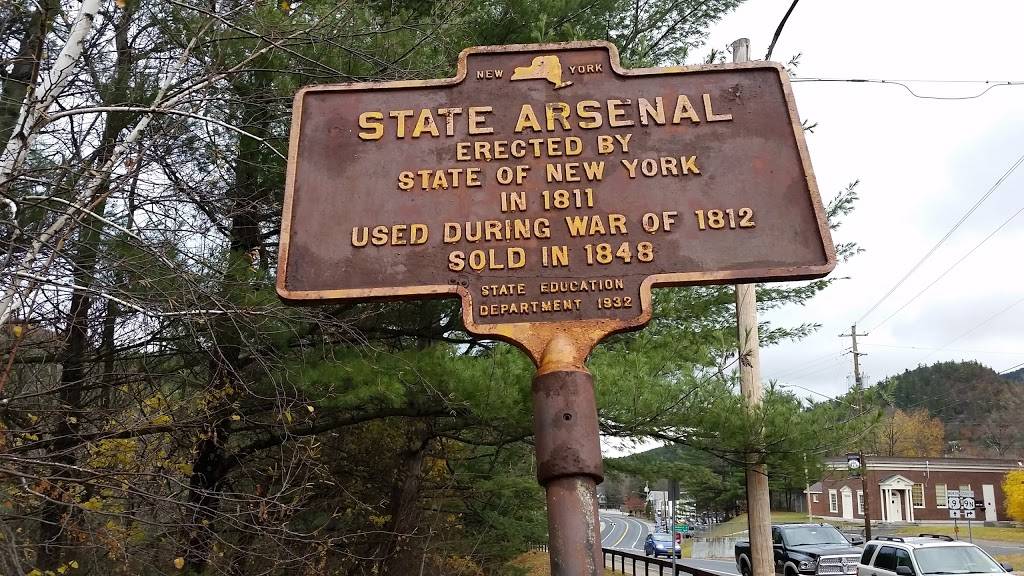 NEW YORK
STATE ARSENAL
ERECTED BY
STATE OF NEW YORK
IN 1811
USED DURING WAR OF 1812
SOLD IN 1848
STATE EDUCATION
DEPARTMENT 1932